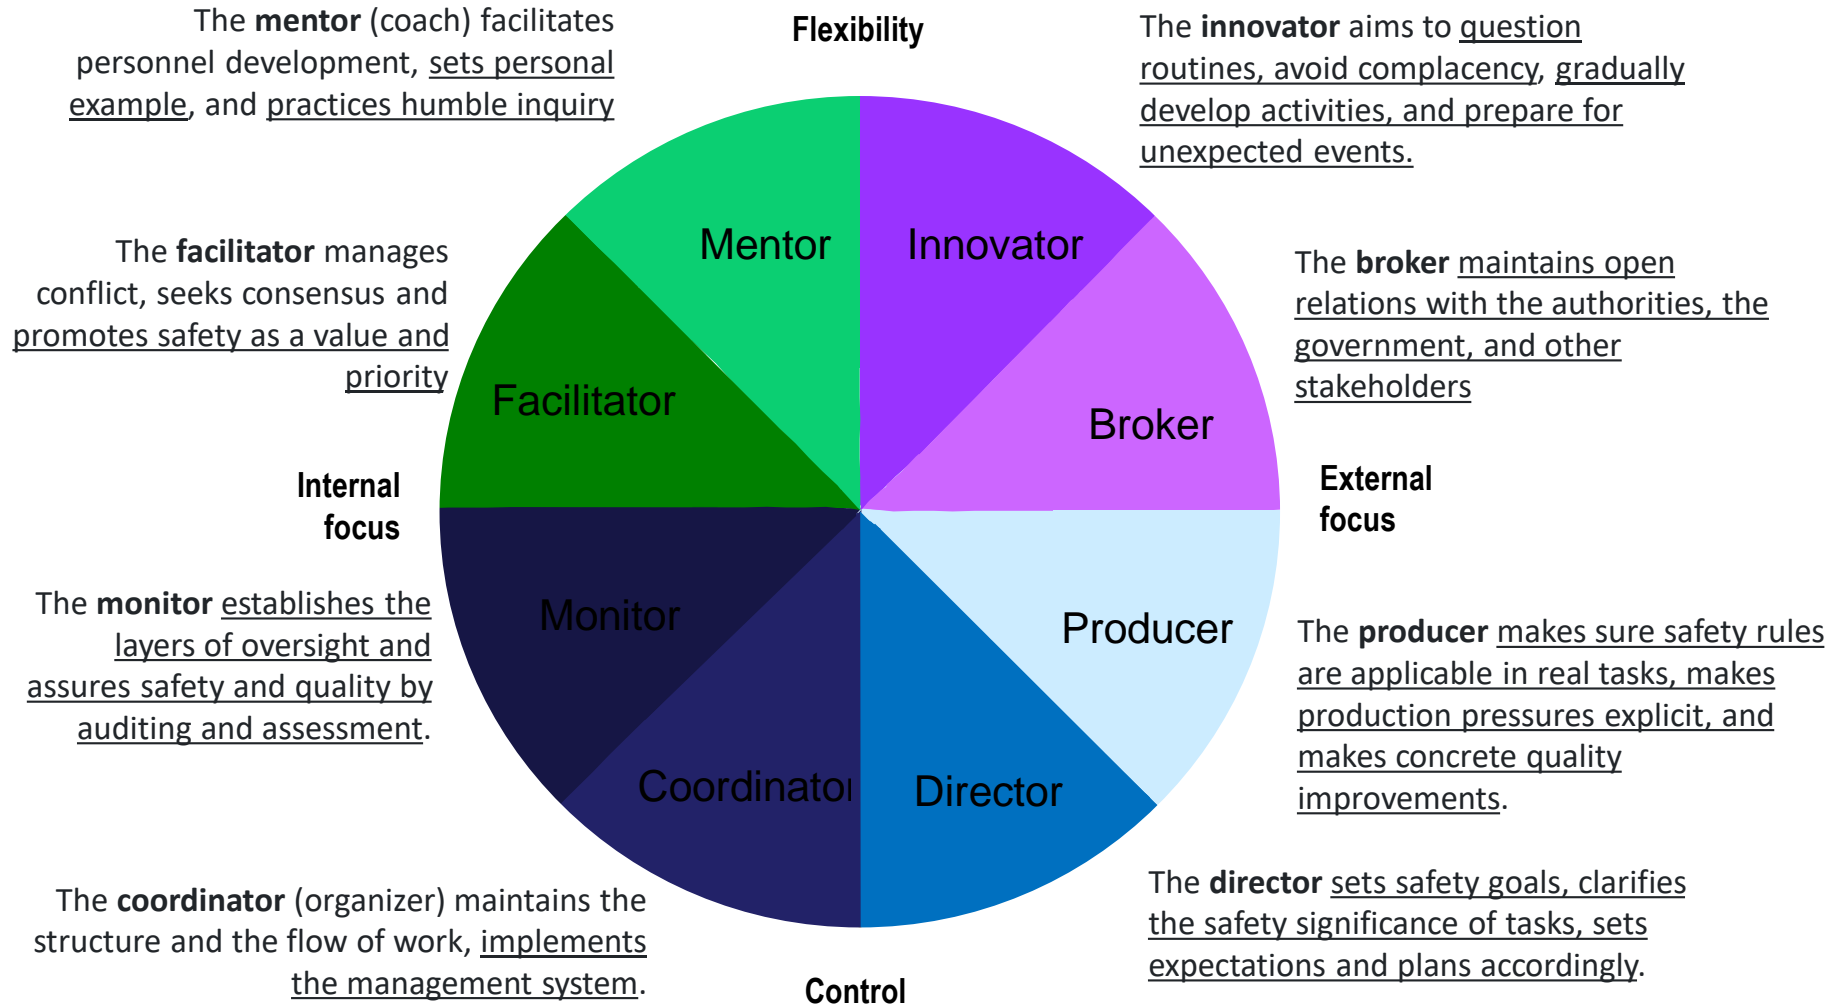 The mentor (coach) facilitates
personnel development, sets personal
example, and practices humble inquiry
Flexibility
The innovator aims to question
routines, avoid complacency, gradually
develop activities, and prepare for
unexpected events.
Mentor
Innovator
The facilitator manages
conflict, seeks consensus and
promotes safety as a value and
priority
The broker maintains open
relations with the authorities, the
government, and other
stakeholders
Facilitator
Broker
Internal
focus
External
focus
The monitor establishes the
layers of oversight and
assures safety and quality by
auditing and assessment.
Monitor
Producer
The producer makes sure safety rules
are applicable in real tasks, makes
production pressures explicit, and
makes concrete quality
improvements.
Coordinator
Director
The coordinator (organizer) maintains the
structure and the flow of work, implements
the management system.
The director sets safety goals, clarifies
the safety significance of tasks, sets
expectations and plans accordingly.
Control